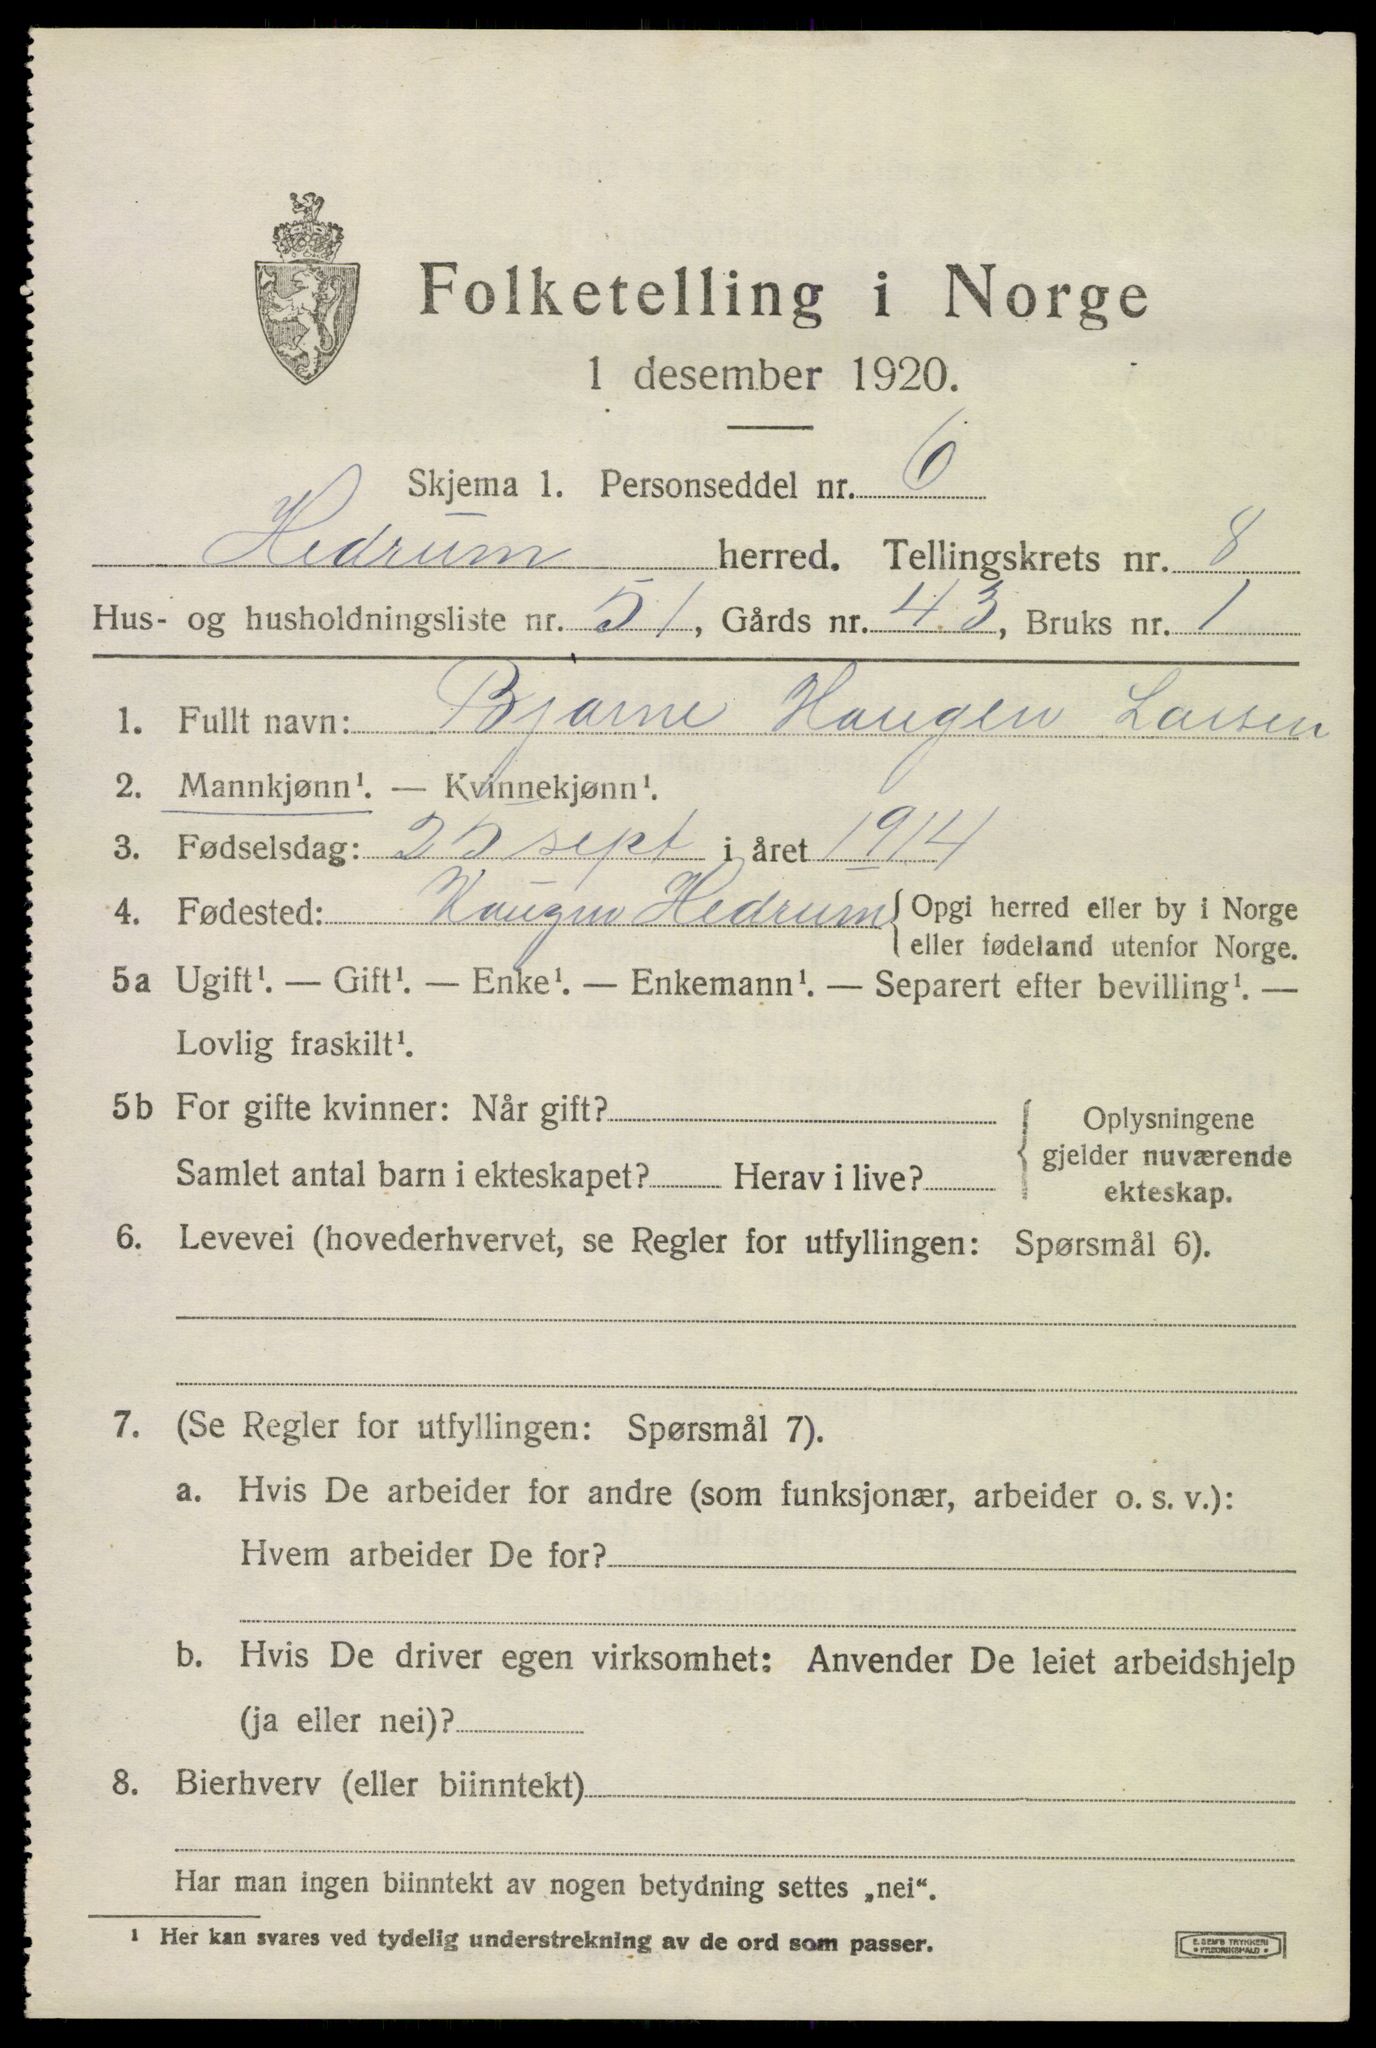 Folketelling i Norge
1 desember 1920.
Skjema 1. Personseddel nr. 6
Hedrum herred. Tellingskrets nr. 8
Hus- og husholdningsliste nr. 51, Gårds nr. 43, Bruks nr. 1
1. Fullt navn: Bjarne Haugen Larsen
2. Mannkjønn¹. — Kvinnekjønn¹.
3. Fødselsdag: 25 sept i året 1914
4. Fødested: Haugen Hedrum { Opgi herred eller by i Norge
eller fødeland utenfor Norge.
5a Ugift¹. — Gift¹. — Enke¹. — Enkemann¹. — Separert efter bevilling¹. —
Lovlig fraskilt¹.
5b For gifte kvinner: Når gift?
Samlet antal barn i ekteskapet? Herav i live?
{ Oplysningene
gjelder nuværende
ekteskap.
6. Levevei (hovederhvervet, se Regler for utfyllingen: Spørsmål 6).
7. (Se Regler for utfyllingen: Spørsmål 7).
a. Hvis De arbeider for andre (som funksjonær, arbeider o. s. v.):
Hvem arbeider De for?
b. Hvis De driver egen virksomhet: Anvender De leiet arbeidshjelp
(ja eller nei)?
8. Bierhverv (eller biinntekt)
Har man ingen biinntekt av nogen betydning settes „nei“.
¹ Her kan svares ved tydelig understrekning av de ord som passer.
E. SEM'S TRYKKERI
• FREDRIKSHALD •